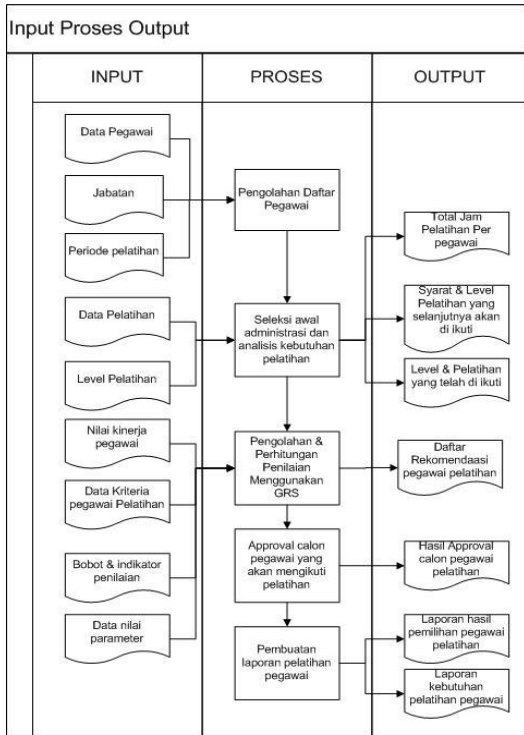 Input Proses Output
INPUT
PROSES
OUTPUT
Data Pegawai
Jabatan
Periode pelatihan
Data Pelatihan
Level Pelatihan
Nilai kinerja
pegawai
Data Kriteria
pegawai Pelatihan
Bobot & indikator
penilaian
Data nilai
parameter
Pengolahan Daftar
Pegawai
Seleksi awal
administrasi dan
analisis kebutuhan
pelatihan
Pengolahan &
Perhitungan
Penilaian
Menggunakan
GRS
Approval calon
pegawai yang
akan mengikuti
pelatihan
Pembuatan
laporan pelatihan
pegawai
Total Jam
Pelatihan Per
pegawai
Syarat & Level
Pelatihan yang
selanjutnya akan
di ikuti
Level & Pelatihan
yang telah di ikuti
Daftar
Rekomendaasi
pegawai pelatihan
Hasil Approval
calon pegawai
pelatihan
Laporan hasil
pemilihan pegawai
pelatihan
Laporan
kebutuhan
pelatihan pegawai